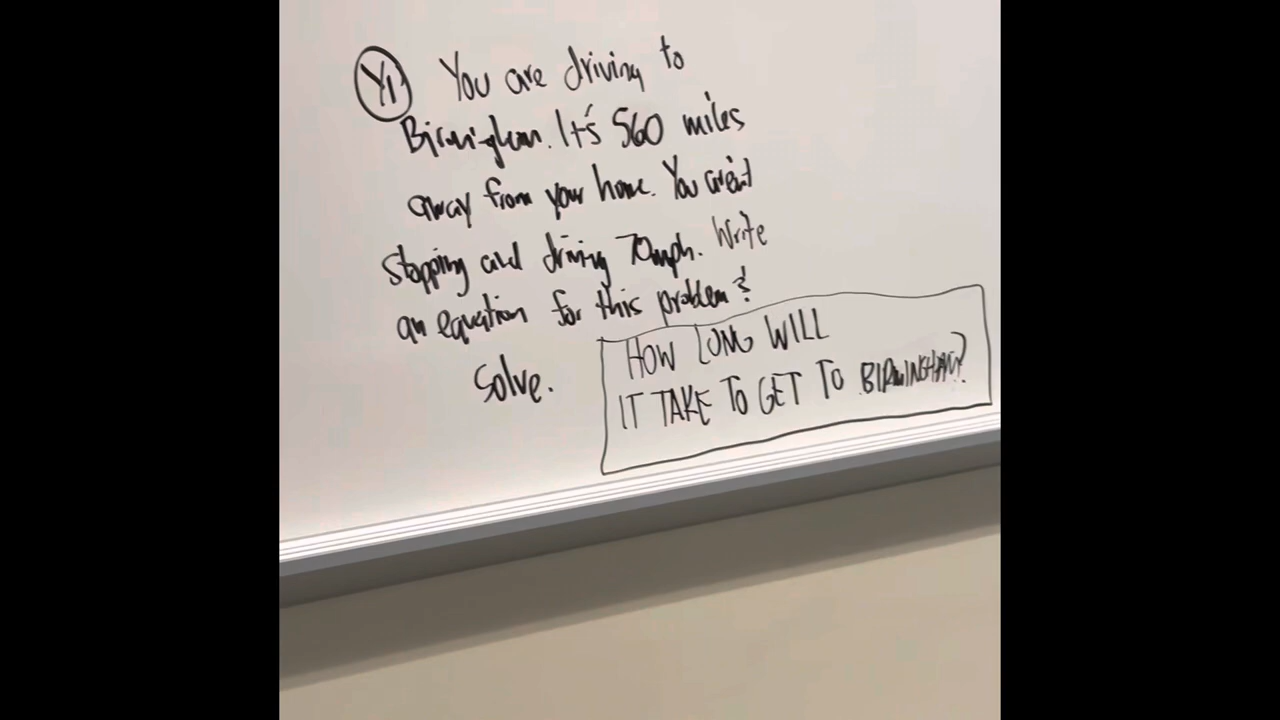 Y1 You are driving to
Birmingham. It's 560 miles
away from your home. You aren't
stopping and driving 70mph. Write
an equation for this problem &
solve.
HOW LONG WILL
IT TAKE TO GET TO BIRMINGHAM?